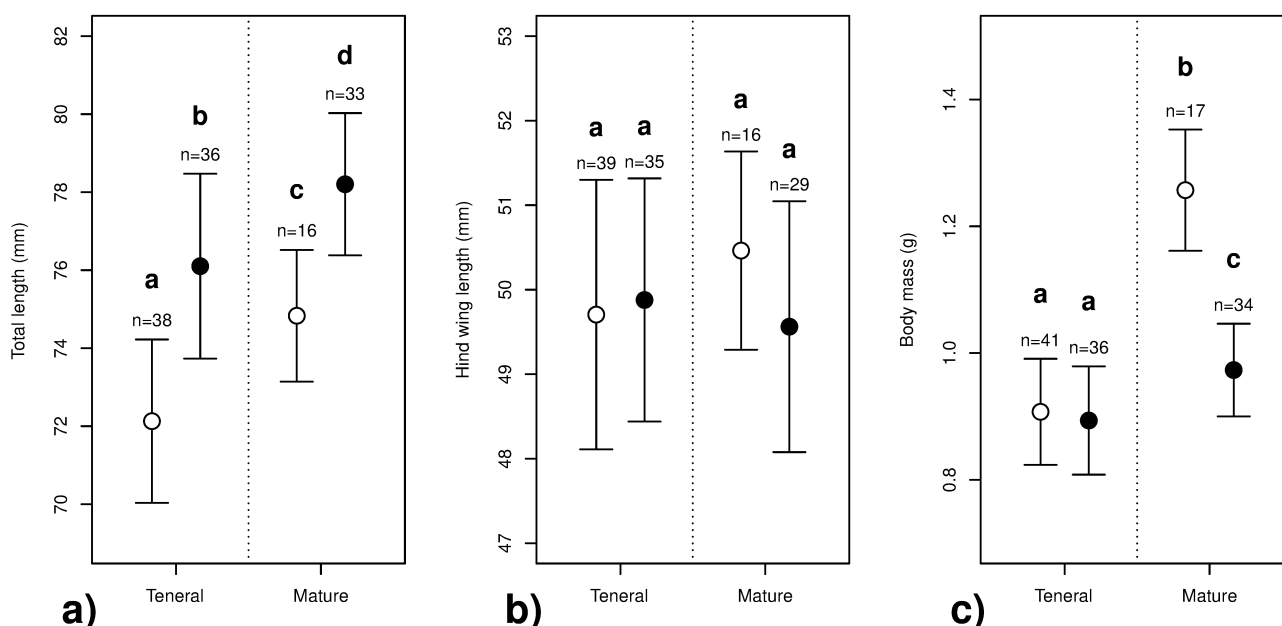 Total length (mm)
82
80
78
76
74
72
70
a
n=38
b
n=36
c
n=16
d
n=33
Teneral
Mature
a)
Hind wing length (mm)
53
52
51
50
49
48
47
a
n=39
a
n=35
a
n=16
a
n=29
Teneral
Mature
b)
Body mass (g)
1.4
1.2
1.0
0.8
a
n=41
a
n=36
b
n=17
c
n=34
Teneral
Mature
c)